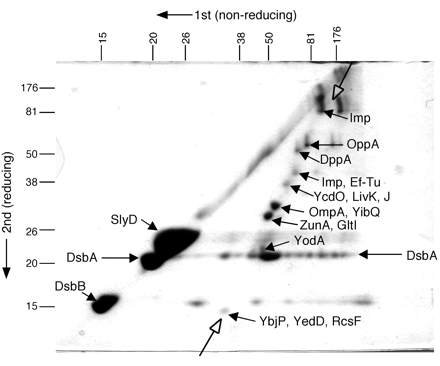 1st (non-reducing)
15 20 26 38 50 81 176
2nd (reducing)
176
81
50
38
26
20
15
Imp
OppA
DppA
Imp, Ef-Tu
YcdO, LivK, J
OmpA, YibQ
ZunA, GltI
YodA
SlyD
DsbA
DsbA
DsbB
YbjP, YedD, RcsF